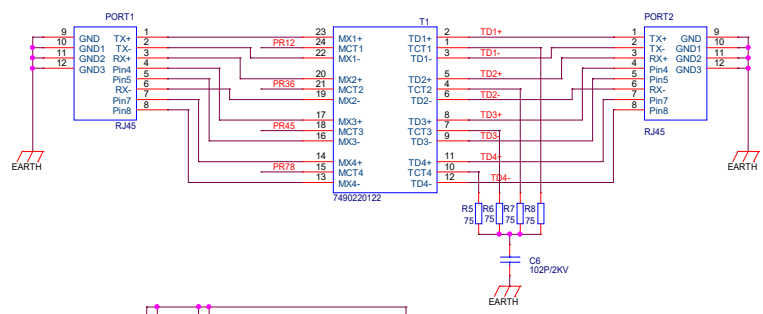 PORT1
T1
PORT2
9 GND TX+ 1
10 GND1 TX- 2
11 GND2 RX+ 3
12 GND3 Pin4 4
Pin5 5
RX- 6
Pin7 7
Pin8 8
RJ45
EARTH
PR12
PR36
PR45
PR78
23 MX1+ TD1+ 2 TD1+
24 MCT1 TCT1 1
22 MX1- TD1- 3 TD1-
20 MX2+ TD2+ 5 TD2+
21 MCT2 TCT2 4
19 MX2- TD2- 6 TD2-
17 MX3+ TD3+ 8 TD3+
18 MCT3 TCT3 7
16 MX3- TD3- 9 TD3-
14 MX4+ TD4+ 11 TD4+
15 MCT4 TCT4 10
13 MX4- TD4- 12 TD4-
7490220122
1 TX+ GND 9
2 TX- GND1 10
3 RX+ GND2 11
4 Pin4 GND3 12
5 Pin5
6 RX-
7 Pin7
8 Pin8
RJ45
EARTH
R5 R6 R7 R8
75 75 75 75
C6
102P/2KV
EARTH